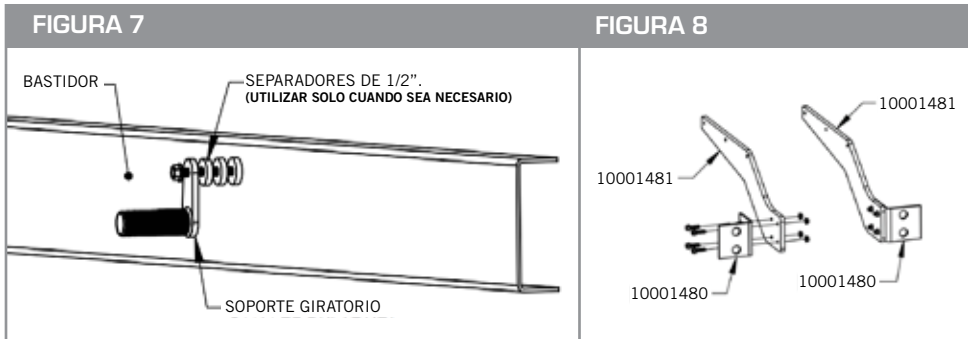 FIGURA 7
BASTIDOR
SEPARADORES DE 1/2”.
(UTILIZAR SOLO CUANDO SEA NECESARIO)
SOPORTE GIRATORIO
FIGURA 8
10001481
10001481
10001480
10001480